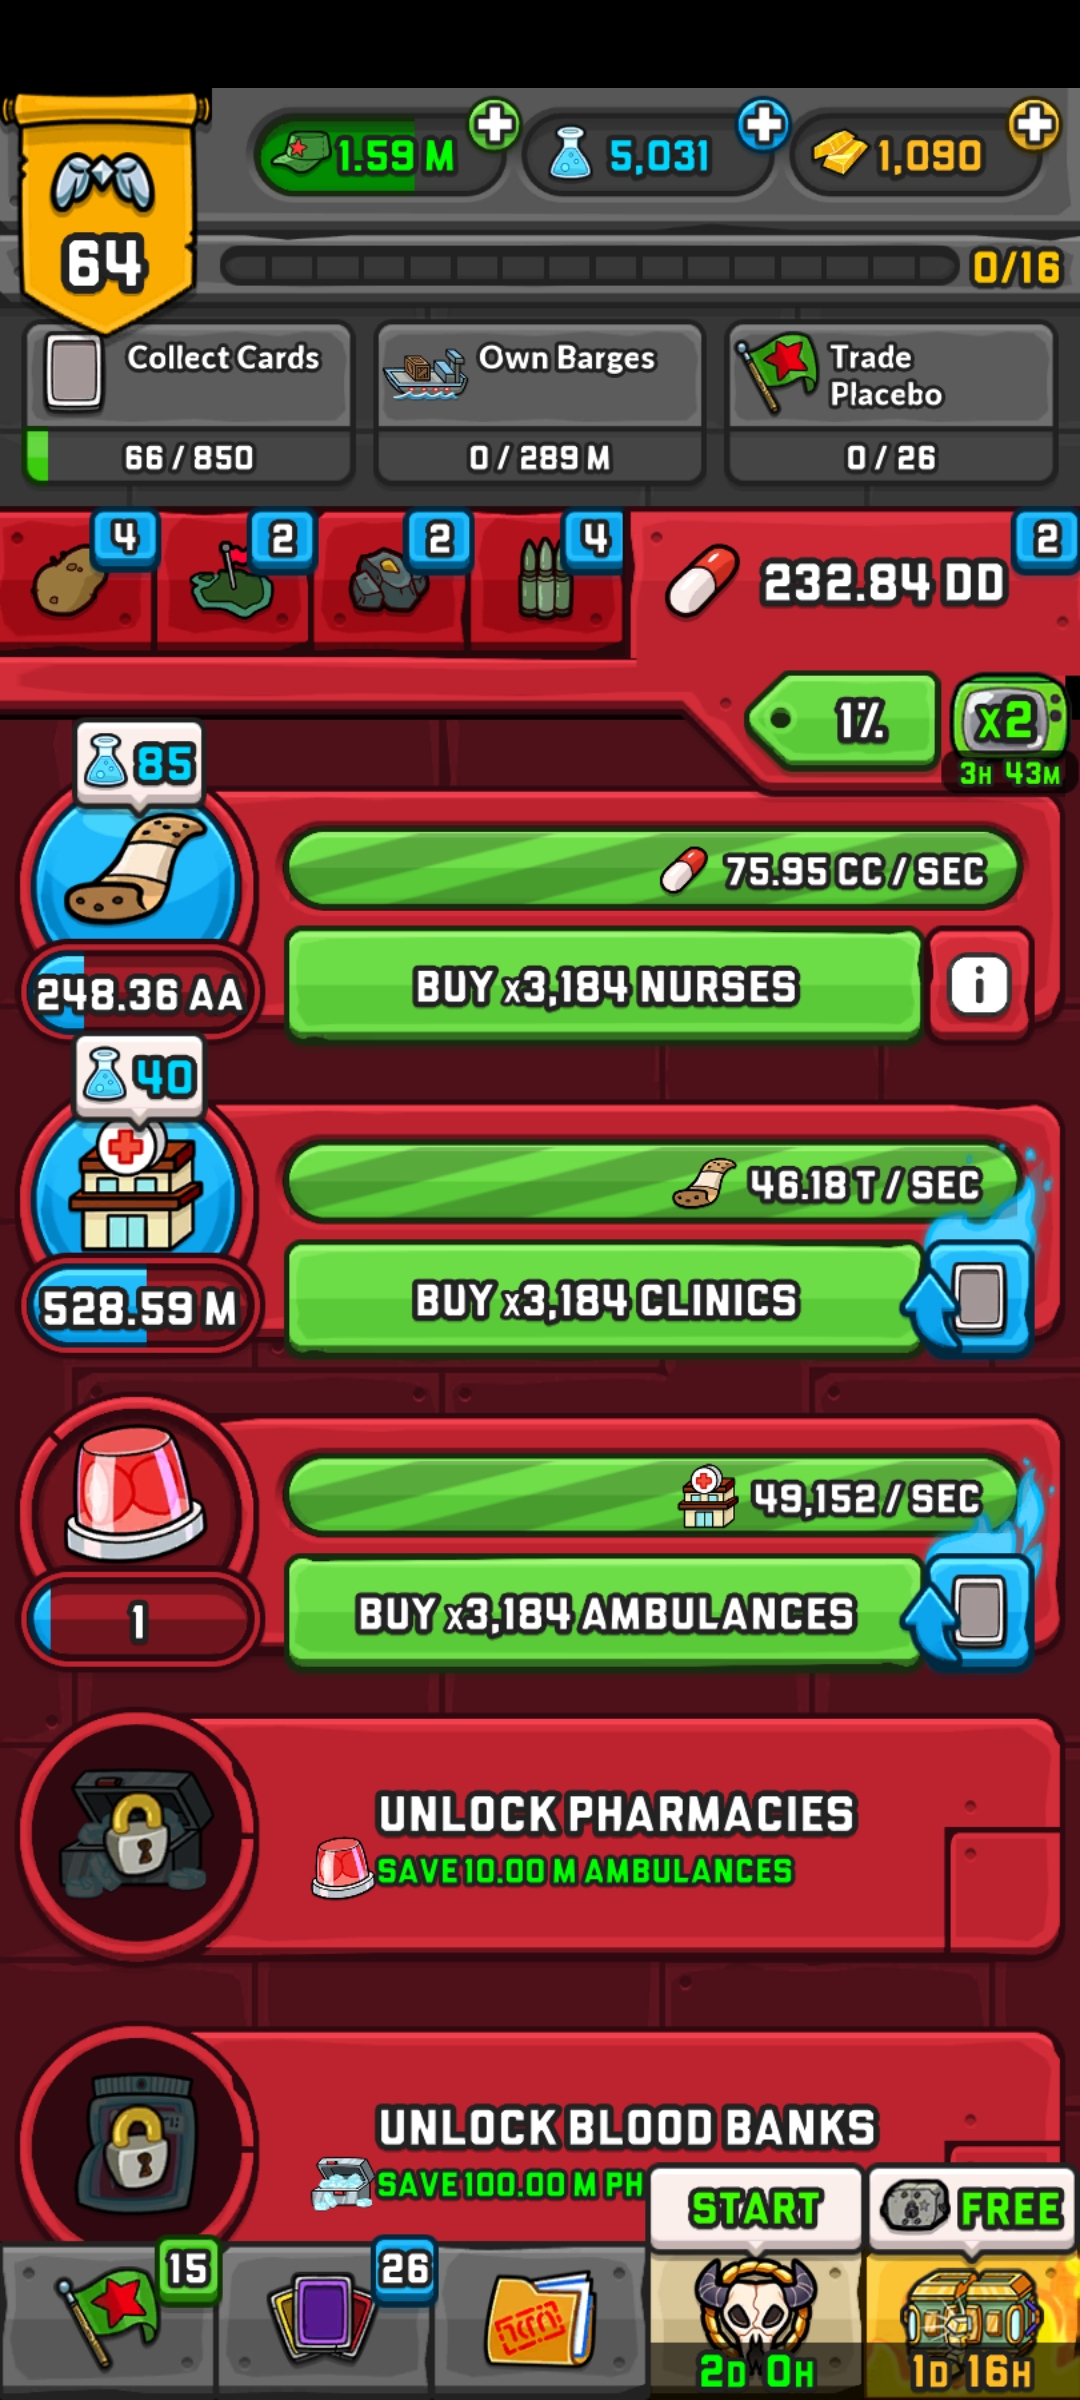 64
1.59 M
5,031
1,090
0/16
Collect Cards
66 / 850
Own Barges
0 / 289 M
Trade
Placebo
0 / 26
4
2
2
4
2
232.84 DD
1%
x2
3H 43M
85
75.95 CC / SEC
248.36 AA
BUY x3,184 NURSES
i
40
46.18 T / SEC
528.59 M
BUY x3,184 CLINICS
49,152 / SEC
1
BUY x3,184 AMBULANCES
UNLOCK PHARMACIES
SAVE 10.00 M AMBULANCES
UNLOCK BLOOD BANKS
SAVE 100.00 M PH
START
FREE
15
26
2D 0H
1D 16H